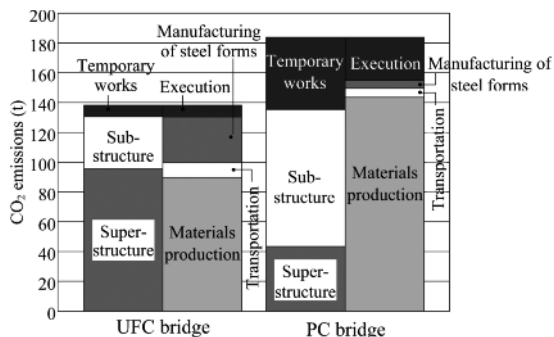 CO₂ emissions (t)
200
180
160
140
120
100
80
60
40
20
0
Manufacturing
of steel forms
Temporary
works
Execution
Sub-
structure
Super-
structure
Materials
production
Transportation
UFC bridge
Temporary
works
Execution
Sub-
structure
Super-
structure
Materials
production
Manufacturing of
steel forms
Transportation
PC bridge